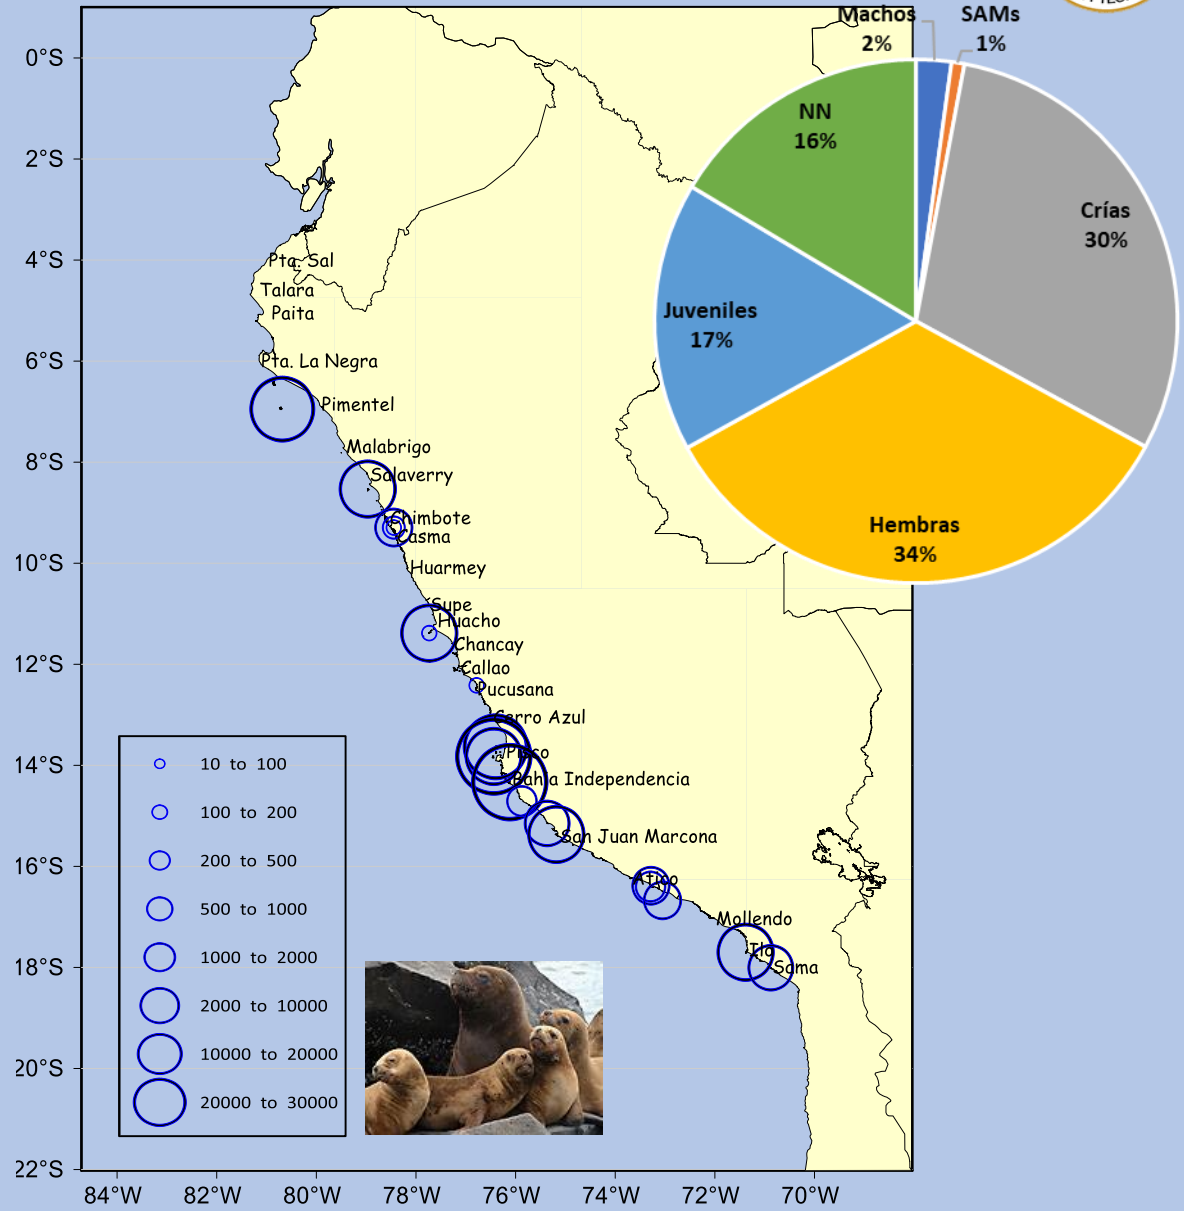 Machos
2%
SAMs
1%
NN
16%
Crías
30%
Juveniles
17%
Hembras
34%
0°S
2°S
4°S
6°S
8°S
10°S
12°S
14°S
16°S
18°S
20°S
22°S
Pta. Sal
Talara
Paita
Pta. La Negra
Pimentel
Malabrigo
Salaverry
Chimbote
Casma
Huarmey
Supe
Huacho
Chancay
Callao
Pucusana
Cerro Azul
Pisco
Bahia Independencia
San Juan Marcona
Atico
Mollendo
Ilo
Sama
10 to 100
100 to 200
200 to 500
500 to 1000
1000 to 2000
2000 to 10000
10000 to 20000
20000 to 30000
84°W
82°W
80°W
78°W
76°W
74°W
72°W
70°W